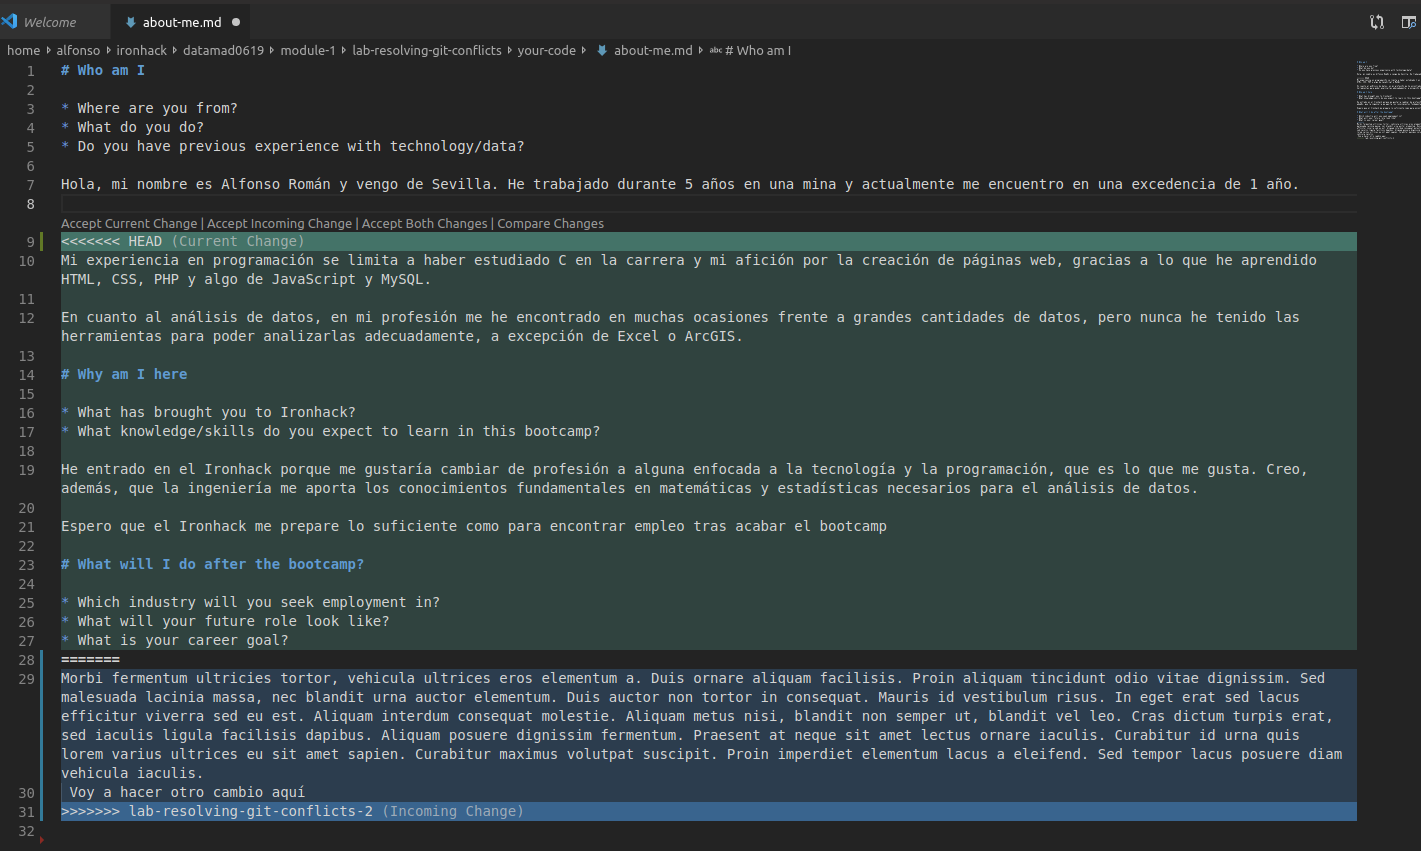 Welcome
about-me.md
home alfonso ironhack datamad0619 module-1 lab-resolving-git-conflicts your-code about-me.md abc # Who am I
1 # Who am I
2
3 * Where are you from?
4 * What do you do?
5 * Do you have previous experience with technology/data?
6
7 Hola, mi nombre es Alfonso Román y vengo de Sevilla. He trabajado durante 5 años en una mina y actualmente me encuentro en una excedencia de 1 año.
8
Accept Current Change | Accept Incoming Change | Accept Both Changes | Compare Changes
9 <<<<<<< HEAD (Current Change)
10 Mi experiencia en programación se limita a haber estudiado C en la carrera y mi afición por la creación de páginas web, gracias a lo que he aprendido
HTML, CSS, PHP y algo de JavaScript y MySQL.
11
12 En cuanto al análisis de datos, en mi profesión me he encontrado en muchas ocasiones frente a grandes cantidades de datos, pero nunca he tenido las
herramientas para poder analizarlas adecuadamente, a excepción de Excel o ArcGIS.
13
14 # Why am I here
15
16 * What has brought you to Ironhack?
17 * What knowledge/skills do you expect to learn in this bootcamp?
18
19 He entrado en el Ironhack porque me gustaría cambiar de profesión a alguna enfocada a la tecnología y la programación, que es lo que me gusta. Creo,
además, que la ingeniería me aporta los conocimientos fundamentales en matemáticas y estadísticas necesarios para el análisis de datos.
20
21 Espero que el Ironhack me prepare lo suficiente como para encontrar empleo tras acabar el bootcamp
22
23 # What will I do after the bootcamp?
24
25 * Which industry will you seek employment in?
26 * What will your future role look like?
27 * What is your career goal?
28 =======
29 Morbi fermentum ultricies tortor, vehicula ultrices eros elementum a. Duis ornare aliquam facilisis. Proin aliquam tincidunt odio vitae dignissim. Sed
malesuada lacinia massa, nec blandit urna auctor elementum. Duis auctor non tortor in consequat. Mauris id vestibulum risus. In eget erat sed lacus
efficitur viverra sed eu est. Aliquam interdum consequat molestie. Aliquam metus nisi, blandit non semper ut, blandit vel leo. Cras dictum turpis erat,
sed iaculis ligula facilisis dapibus. Aliquam posuere dignissim fermentum. Praesent at neque sit amet lectus ornare iaculis. Curabitur id urna quis
lorem varius ultrices eu sit amet sapien. Curabitur maximus volutpat suscipit. Proin imperdiet elementum lacus a eleifend. Sed tempor lacus posuere diam
vehicula iaculis.
30 Voy a hacer otro cambio aquí
31 >>>>>>> lab-resolving-git-conflicts-2 (Incoming Change)
32